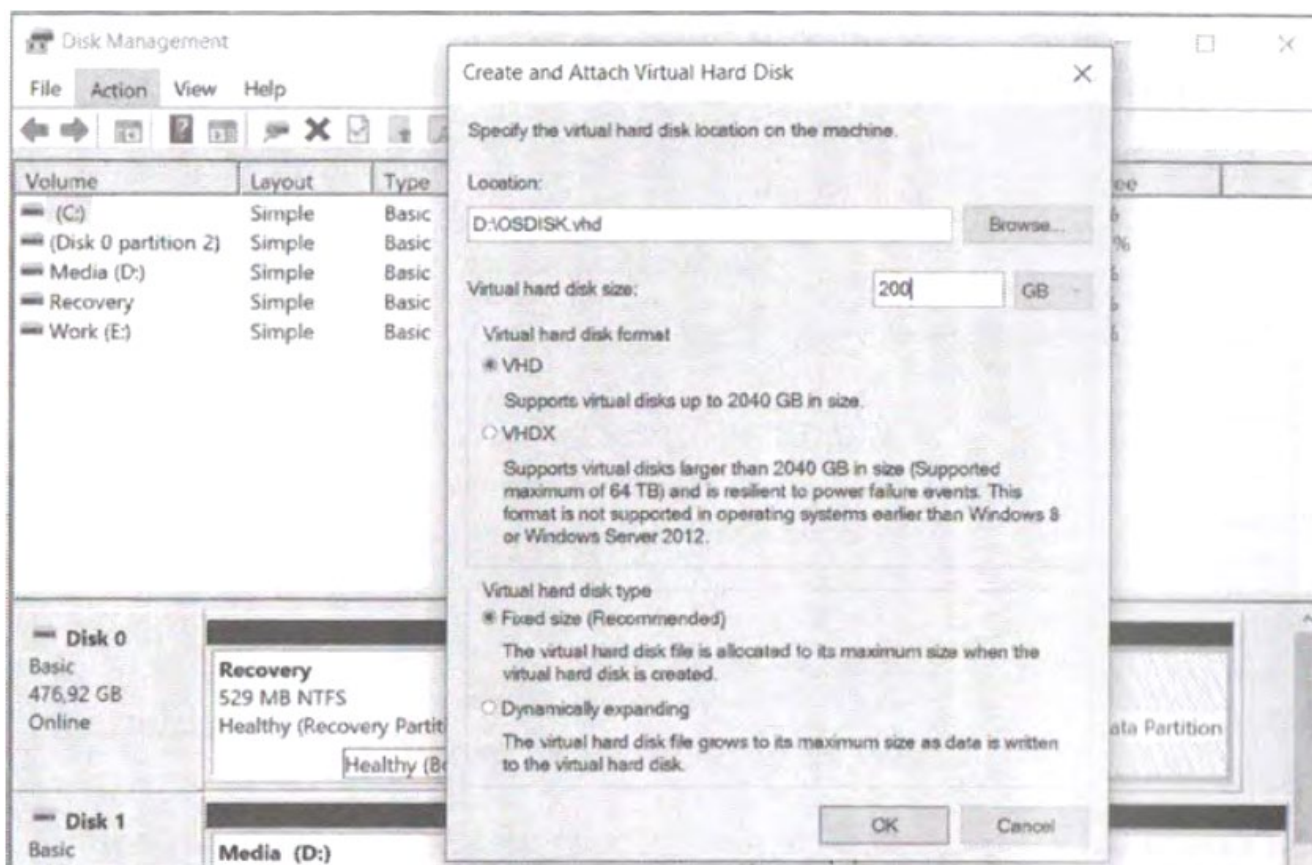 Disk Management
File Action View Help
Volume Layout Type
(C:) Simple Basic
(Disk 0 partition 2) Simple Basic
Media (D:) Simple Basic
Recovery Simple Basic
Work (E:) Simple Basic
ee
%
Create and Attach Virtual Hard Disk
Specify the virtual hard disk location on the machine.
Location:
D:\OSDISK.vhd Browse...
Virtual hard disk size: 200 GB
Virtual hard disk format
VHD
Supports virtual disks up to 2040 GB in size.
VHDX
Supports virtual disks larger than 2040 GB in size (Supported
maximum of 64 TB) and is resilient to power failure events. This
format is not supported in operating systems earlier than Windows 8
or Windows Server 2012.
Virtual hard disk type
Fixed size (Recommended)
The virtual hard disk file is allocated to its maximum size when the
virtual hard disk is created.
Dynamically expanding
The virtual hard disk file grows to its maximum size as data is written
to the virtual hard disk.
OK Cancel
Disk 0
Basic
476,92 GB
Online
Recovery
529 MB NTFS
Healthy (Recovery Partit
Healthy (B
ata Partition
Disk 1
Basic
Media (D:)